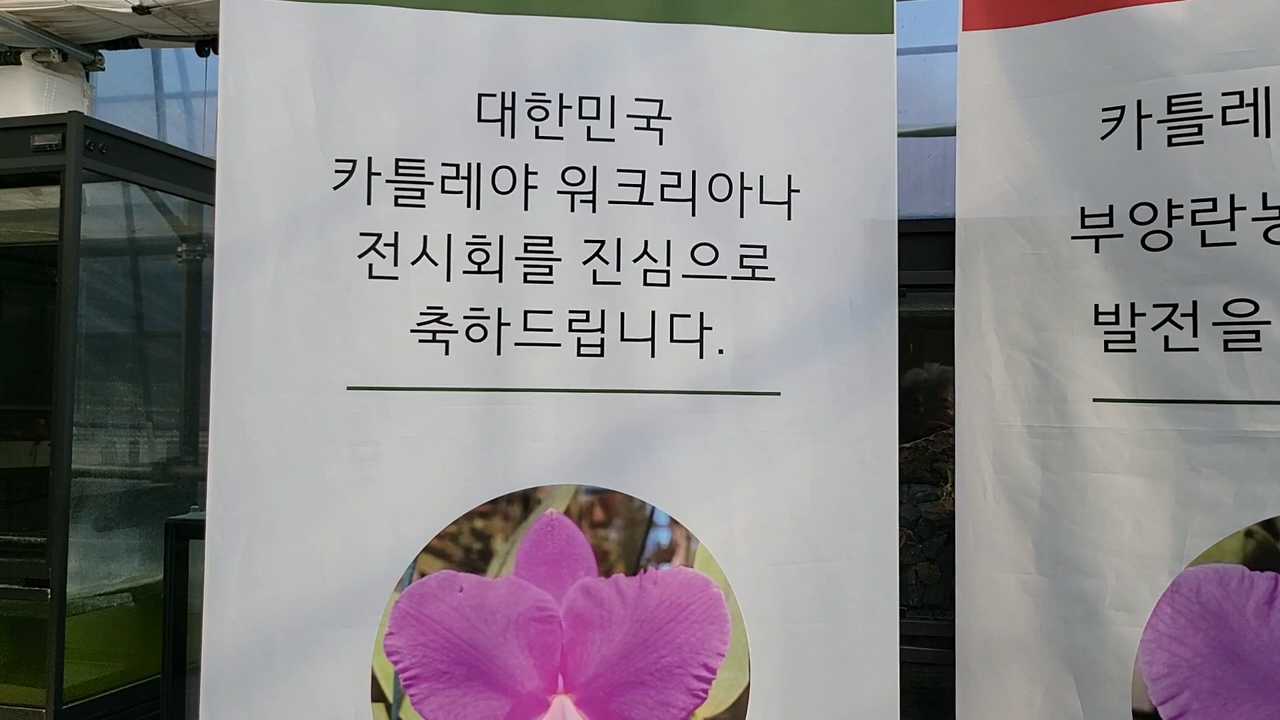 대한민국
카틀레야 워크리아나
전시회를 진심으로
축하드립니다.
카틀레
부양란
발전을